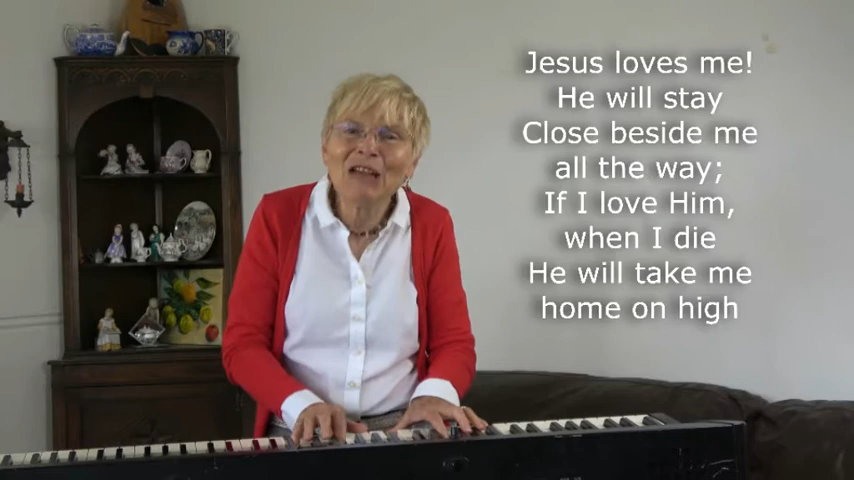 Jesus loves me!
He will stay
Close beside me
all the way;
If I love Him,
when I die
He will take me
home on high